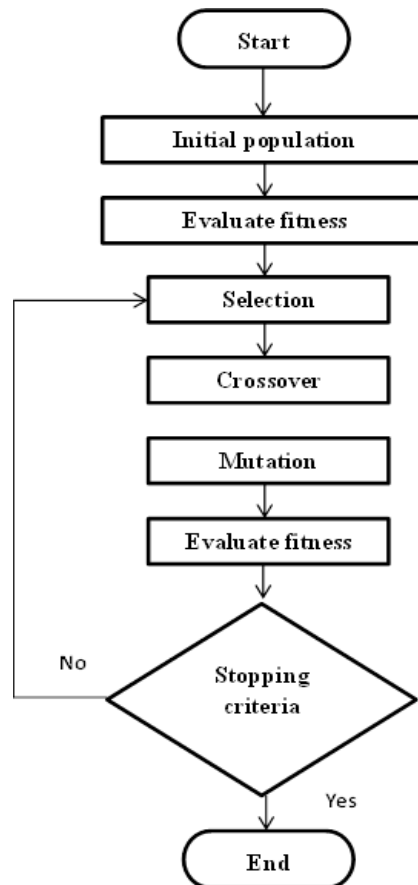 Start
Initial population
Evaluate fitness
Selection
Crossover
Mutation
Evaluate fitness
No
Stopping
criteria
Yes
End